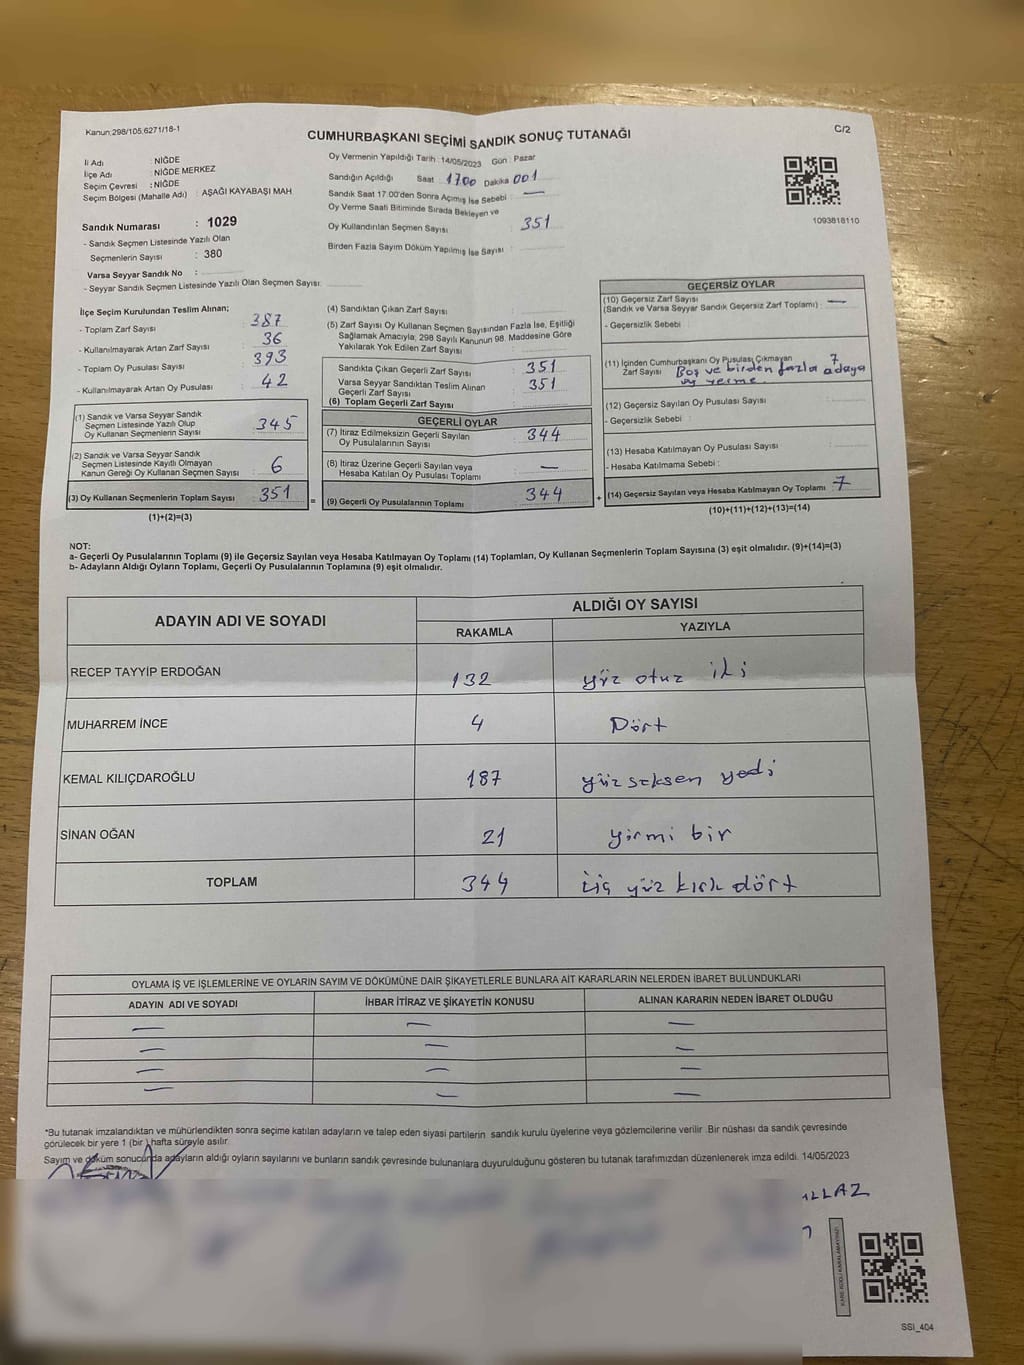 Kanun:298/105,6271/18-1
CUMHURBAŞKANI SEÇİMİ SANDIK SONUÇ TUTANAĞI
C/2
İl Adı : NİĞDE
İlçe Adı : NİĞDE MERKEZ
Seçim Çevresi : NİĞDE
Seçim Bölgesi (Mahalle Adı) : AŞAĞI KAYABAŞI MAH
Sandık Numarası : 1029
- Sandık Seçmen Listesinde Yazılı Olan
Seçmenlerin Sayısı : 380
Varsa Seyyar Sandık No :
- Seyyar Sandık Seçmen Listesinde Yazılı Olan Seçmen Sayısı:
Oy Vermenin Yapıldığı Tarih : 14/05/2023 Gün : Pazar
Sandığın Açıldığı Saat 1700 Dakika 001
Sandık Saat 17.00'den Sonra Açımış İse Sebebi : —
Oy Verme Saati Bitiminde Sırada Bekleyen ve
Oy Kullandırılan Seçmen Sayısı : 351
Birden Fazla Sayım Döküm Yapılmış İse Sayısı :
1093818110
İlçe Seçim Kurulundan Teslim Alınan;
- Toplam Zarf Sayısı : 387
- Kullanılmayarak Artan Zarf Sayısı : 36
- Toplam Oy Pusulası Sayısı : 393
- Kullanılmayarak Artan Oy Pusulası : 42
(1) Sandık ve Varsa Seyyar Sandık
Seçmen Listesinde Yazılı Olup
Oy Kullanan Seçmenlerin Sayısı : 345
(2) Sandık ve Varsa Seyyar Sandık
Seçmen Listesinde Kayıtlı Olmayan
Kanun Gereği Oy Kullanan Seçmen Sayısı : 6
(3) Oy Kullanan Seçmenlerin Toplam Sayısı : 351
(1)+(2)=(3)
=
(4) Sandıktan Çıkan Zarf Sayısı :
(5) Zarf Sayısı Oy Kullanan Seçmen Sayısından Fazla İse, Eşitliği
Sağlamak Amacıyla; 298 Sayılı Kanunun 98. Maddesine Göre
Yakılarak Yok Edilen Zarf Sayısı :
Sandıkta Çıkan Geçerli Zarf Sayısı : 351
Varsa Seyyar Sandıktan Teslim Alınan : 351
Geçerli Zarf Sayısı
(6) Toplam Geçerli Zarf Sayısı :
GEÇERLİ OYLAR
(7) İtiraz Edilmeksizin Geçerli Sayılan
Oy Pusulalarının Sayısı : 344
(8) İtiraz Üzerine Geçerli Sayılan veya
Hesaba Katılan Oy Pusulası Toplamı : —
(9) Geçerli Oy Pusulalarının Toplamı : 344
+
GEÇERSİZ OYLAR
(10) Geçersiz Zarf Sayısı
(Sandık ve Varsa Seyyar Sandık Geçersiz Zarf Toplamı) : —
- Geçersizlik Sebebi :
(11) İçinden Cumhurbaşkanı Oy Pusulası Çıkmayan
Zarf Sayısı : 7
Boş ve birden fazla adaya
oy verme.
(12) Geçersiz Sayılan Oy Pusulası Sayısı :
- Geçersizlik Sebebi :
(13) Hesaba Katılmayan Oy Pusulası Sayısı :
- Hesaba Katılmama Sebebi :
(14) Geçersiz Sayılan veya Hesaba Katılmayan Oy Toplamı : 7
(10)+(11)+(12)+(13)=(14)
NOT:
a- Geçerli Oy Pusulalarının Toplamı (9) ile Geçersiz Sayılan veya Hesaba Katılmayan Oy Toplamı (14) Toplamları, Oy Kullanan Seçmenlerin Toplam Sayısına (3) eşit olmalıdır. (9)+(14)=(3)
b- Adayların Aldığı Oyların Toplamı, Geçerli Oy Pusulalarının Toplamına (9) eşit olmalıdır.
ADAYIN ADI VE SOYADI
ALDIĞI OY SAYISI
RAKAMLA YAZIYLA
RECEP TAYYİP ERDOĞAN 132 yüz otuz iki
MUHARREM İNCE 4 Dört
KEMAL KILIÇDAROĞLU 187 yüz seksen yedi
SİNAN OĞAN 21 yirmi bir
TOPLAM 344 üç yüz kırk dört
OYLAMA İŞ VE İŞLEMLERİNE VE OYLARIN SAYIM VE DÖKÜMÜNE DAİR ŞİKAYETLERLE BUNLARA AİT KARARLARIN NELERDEN İBARET BULUNDUKLARI
ADAYIN ADI VE SOYADI İHBAR İTİRAZ VE ŞİKAYETİN KONUSU ALINAN KARARIN NEDEN İBARET OLDUĞU
— — —
— — —
— — —
— — —
*Bu tutanak imzalandıktan ve mühürlendikten sonra seçime katılan adayların ve talep eden siyasi partilerin sandık kurulu üyelerine veya gözlemcilerine verilir .Bir nüshası da sandık çevresinde
görülecek bir yere 1 (bir ) hafta süreyle asılır.
Sayım ve döküm sonucunda adayların aldığı oyların sayılarını ve bunların sandık çevresinde bulunanlara duyurulduğunu gösteren bu tutanak tarafımızdan düzenlenerek imza edildi. 14/05/2023
KARE KODU KARALAMAYINIZ!
SSI_404